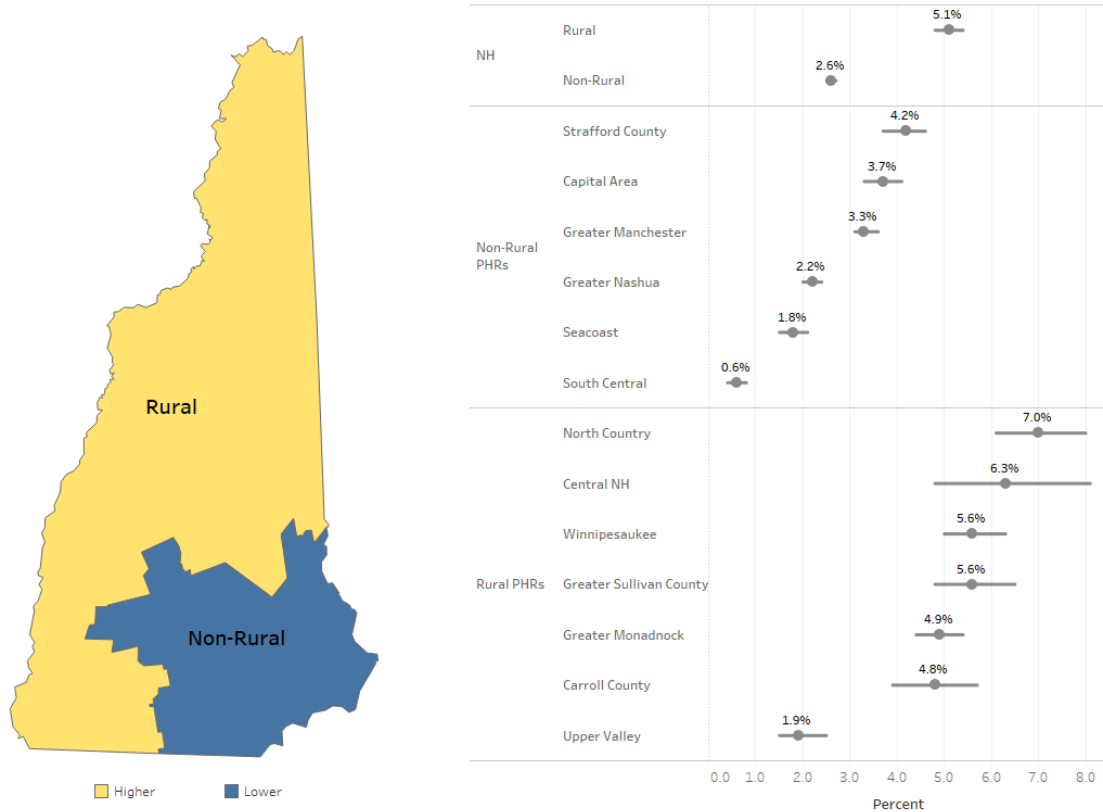 Rural
Non-Rural
Higher
Lower
NH
Rural
5.1%
Non-Rural
2.6%
Non-Rural
PHRs
Strafford County
4.2%
Capital Area
3.7%
Greater Manchester
3.3%
Greater Nashua
2.2%
Seacoast
1.8%
South Central
0.6%
Rural PHRs
North Country
7.0%
Central NH
6.3%
Winnipesaukee
5.6%
Greater Sullivan County
5.6%
Greater Monadnock
4.9%
Carroll County
4.8%
Upper Valley
1.9%
0.0 1.0 2.0 3.0 4.0 5.0 6.0 7.0 8.0
Percent